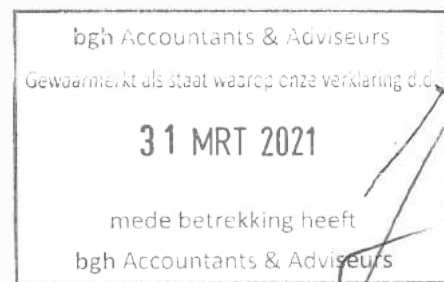 bgh Accountants & Adviseurs
Gewaarmerkt als staat waarop onze verklaring d.d.
31 MRT 2021
mede betrekking heeft
bgh Accountants & Adviseurs